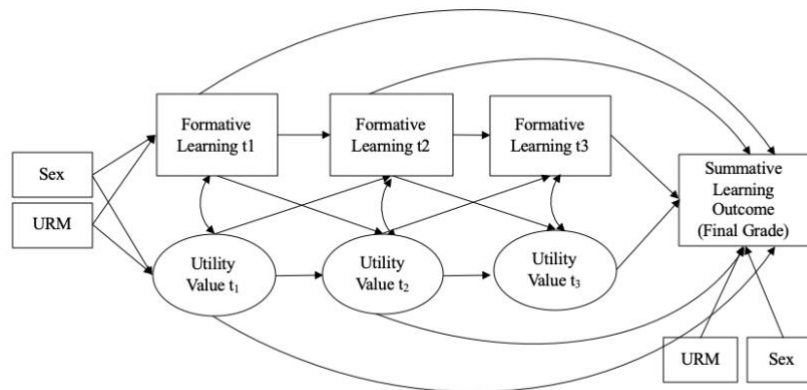 Formative
Learning t1
Formative
Learning t2
Formative
Learning t3
Sex
URM
Summative
Learning
Outcome
(Final Grade)
Utility
Value t₁
Utility
Value t₂
Utility
Value t₃
URM
Sex